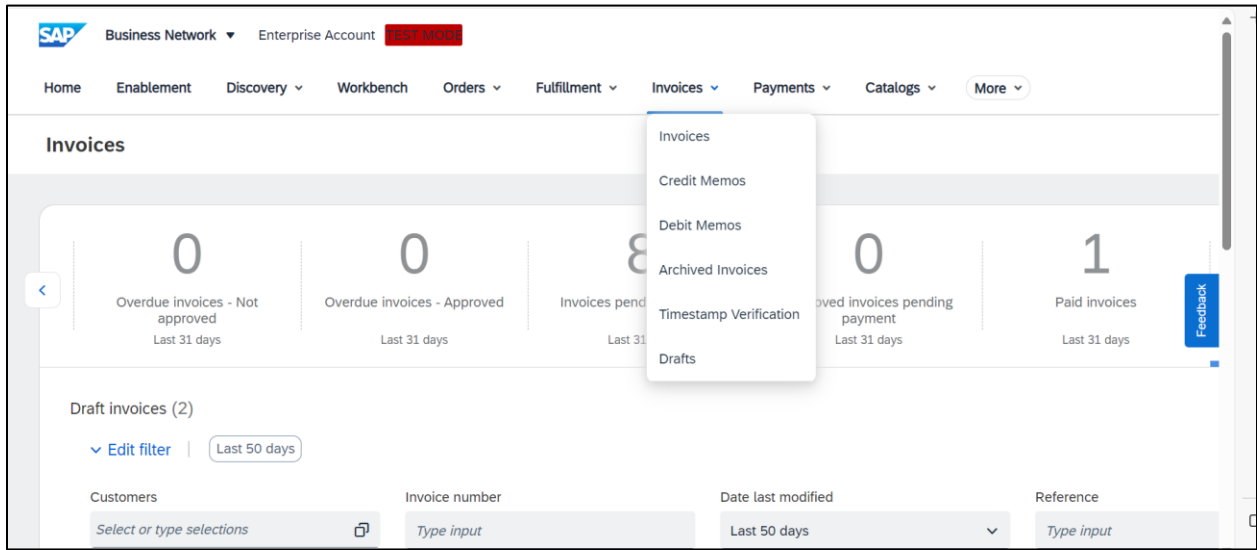 SAP Business Network Enterprise Account TEST MODE
Home Enablement Discovery Workbench Orders Fulfillment Invoices Payments Catalogs More
Invoices
Invoices
Credit Memos
Debit Memos
Archived Invoices
Timestamp Verification
Drafts
0 0 8 0 1
Overdue invoices - Not approved
Last 31 days
Overdue invoices - Approved
Last 31 days
Invoices pend
Last 31
oved invoices pending payment
Last 31 days
Paid invoices
Last 31 days
Feedback
Draft invoices (2)
Edit filter Last 50 days
Customers Invoice number Date last modified Reference
Select or type selections Type input Last 50 days Type input